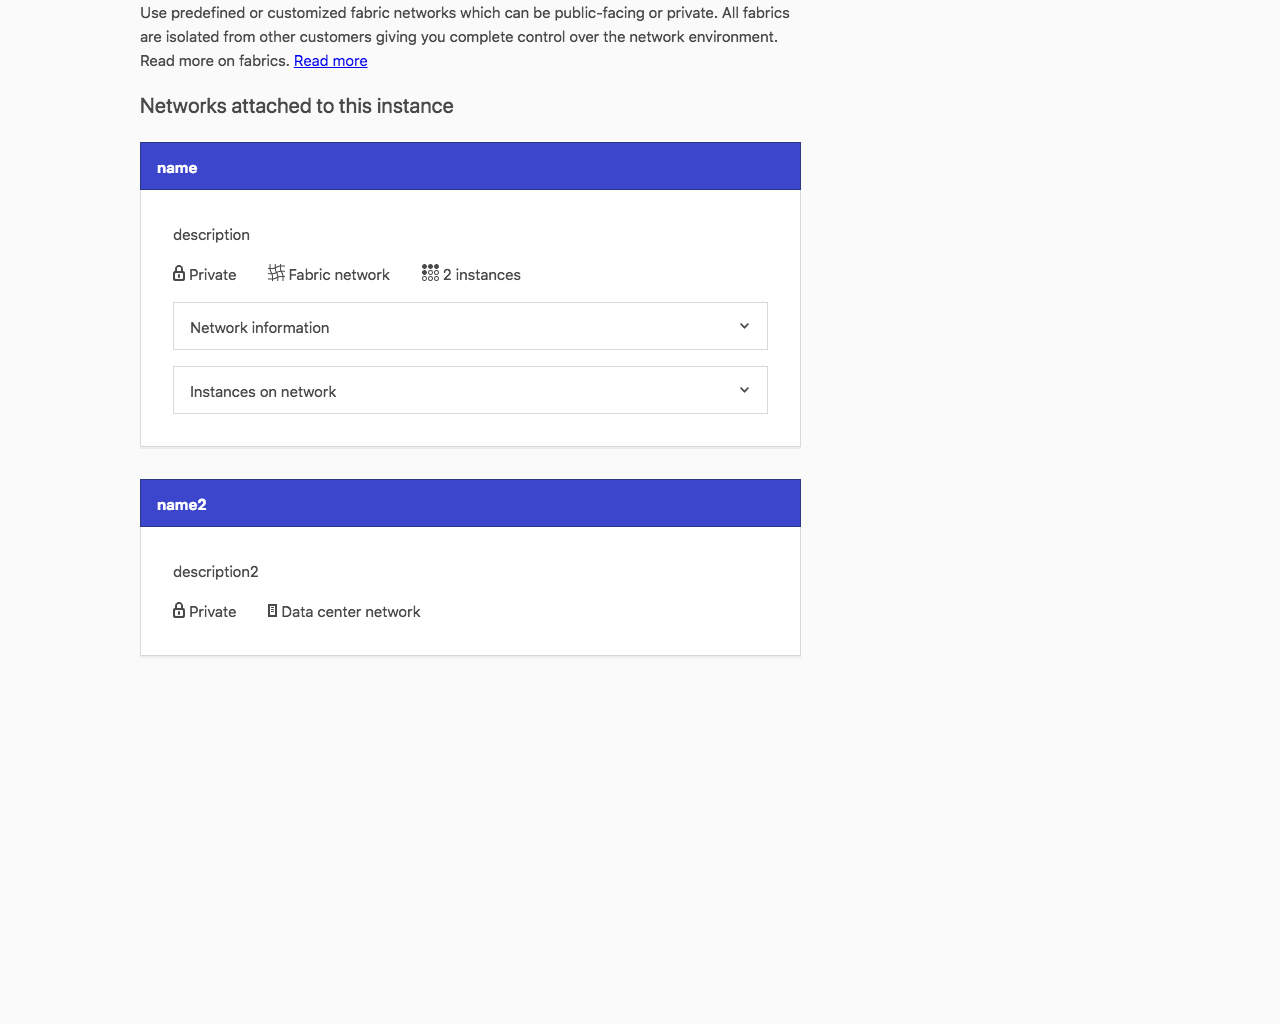 Use predefined or customized fabric networks which can be public-facing or private. All fabrics
are isolated from other customers giving you complete control over the network environment.
Read more on fabrics. Read more
Networks attached to this instance
name
description
Private Fabric network 2 instances
Network information
Instances on network
name2
description2
Private Data center network